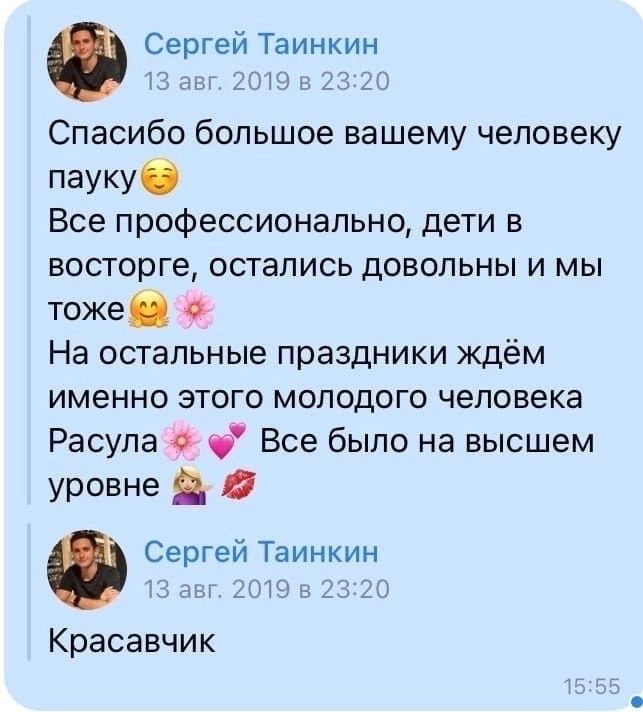 Сергей Таинкин
13 авг. 2019 в 23:20
Спасибо большое вашему человеку
пауку☺️
Все профессионально, дети в
восторге, остались довольны и мы
тоже🤗🌸
На остальные праздники ждём
именно этого молодого человека
Расула🌸💕 Все было на высшем
уровне 💁🏼‍♀️ 💋
Сергей Таинкин
13 авг. 2019 в 23:20
Красавчик
15:55